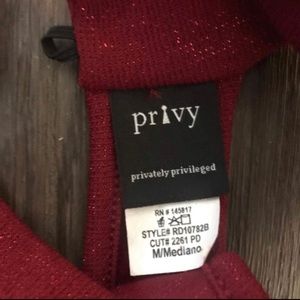 privy
privately privileged
RN # 145817
STYLE# RD10782B
CUT# 2261 PD
M/Mediano